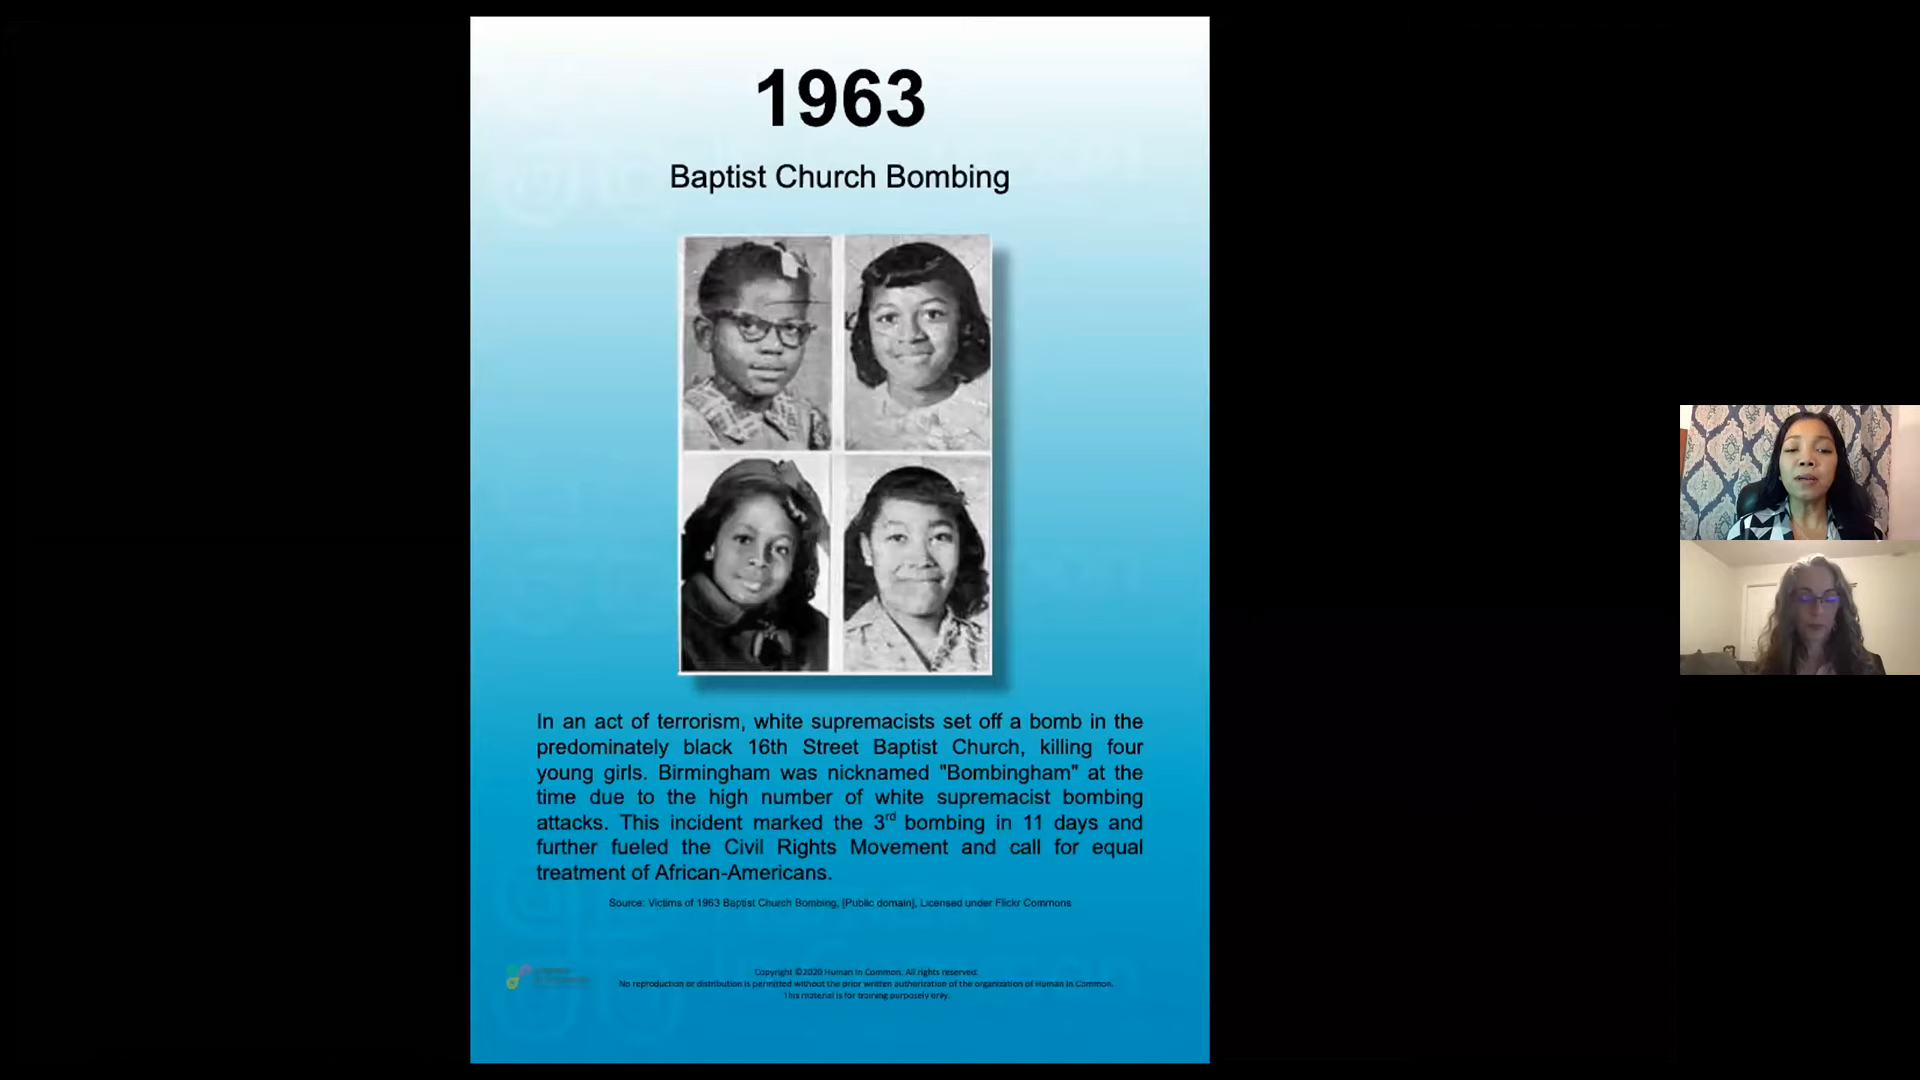 1963
Baptist Church Bombing
In an act of terrorism, white supremacists set off a bomb in the
predominately black 16th Street Baptist Church, killing four
young girls. Birmingham was nicknamed "Bombingham" at the
time due to the high number of white supremacist bombing
attacks. This incident marked the 3rd bombing in 11 days and
further fueled the Civil Rights Movement and call for equal
treatment of African-Americans.
Source: Victims of 1963 Baptist Church Bombing, [Public domain], Licensed under Flickr Commons
Copyright ©2020 Human In Common. All rights reserved.
No reproduction or distribution is permitted without the prior written authorization of the organization of Human In Common.
This material is for training purposely only.